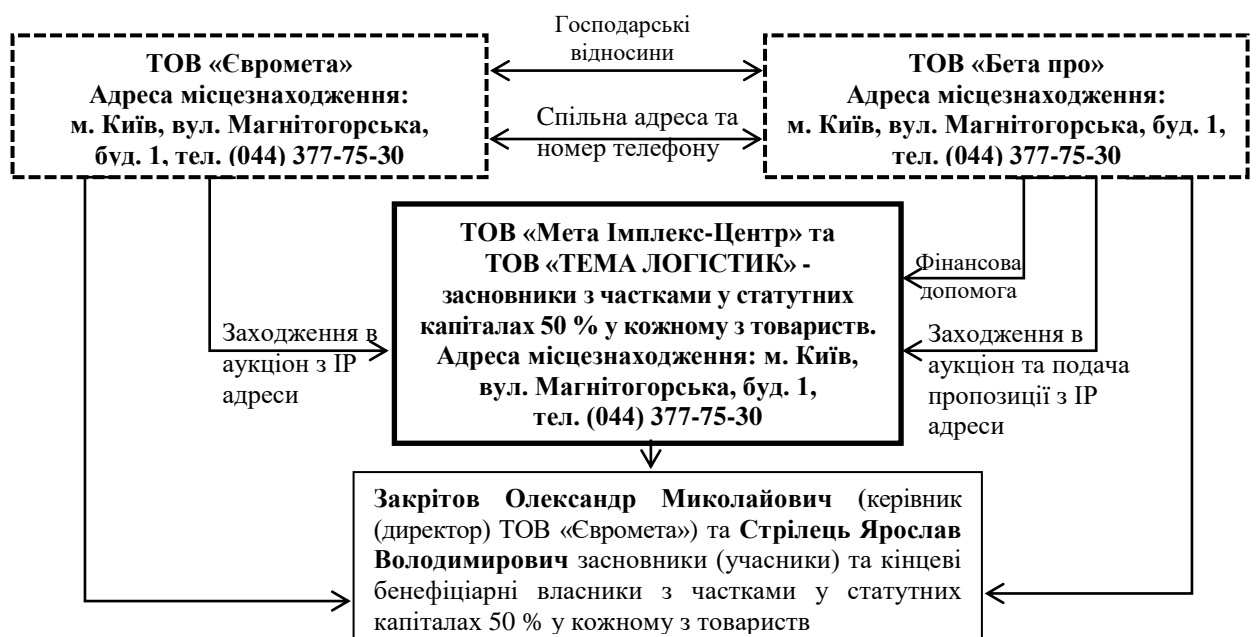 Господарські
відносини
ТОВ «Євромета»
Адреса місцезнаходження:
м. Київ, вул. Магнітогорська,
буд. 1, тел. (044) 377-75-30
ТОВ «Бета про»
Адреса місцезнаходження:
м. Київ, вул. Магнітогорська, буд. 1,
тел. (044) 377-75-30
Спільна адреса та
номер телефону
ТОВ «Мета Імплекс-Центр» та
ТОВ «ТЕМА ЛОГІСТИК» -
засновники з частками у статутних
капіталах 50 % у кожному з товариств.
Адреса місцезнаходження: м. Київ,
вул. Магнітогорська, буд. 1,
тел. (044) 377-75-30
Фінансова
допомога
Заходження в
аукціон з ІР
адреси
Заходження в
аукціон та подача
пропозиції з ІР
адреси
Закрітов Олександр Миколайович (керівник
(директор) ТОВ «Євромета») та Стрілець Ярослав
Володимирович засновники (учасники) та кінцеві
бенефіціарні власники з частками у статутних
капіталах 50 % у кожному з товариств